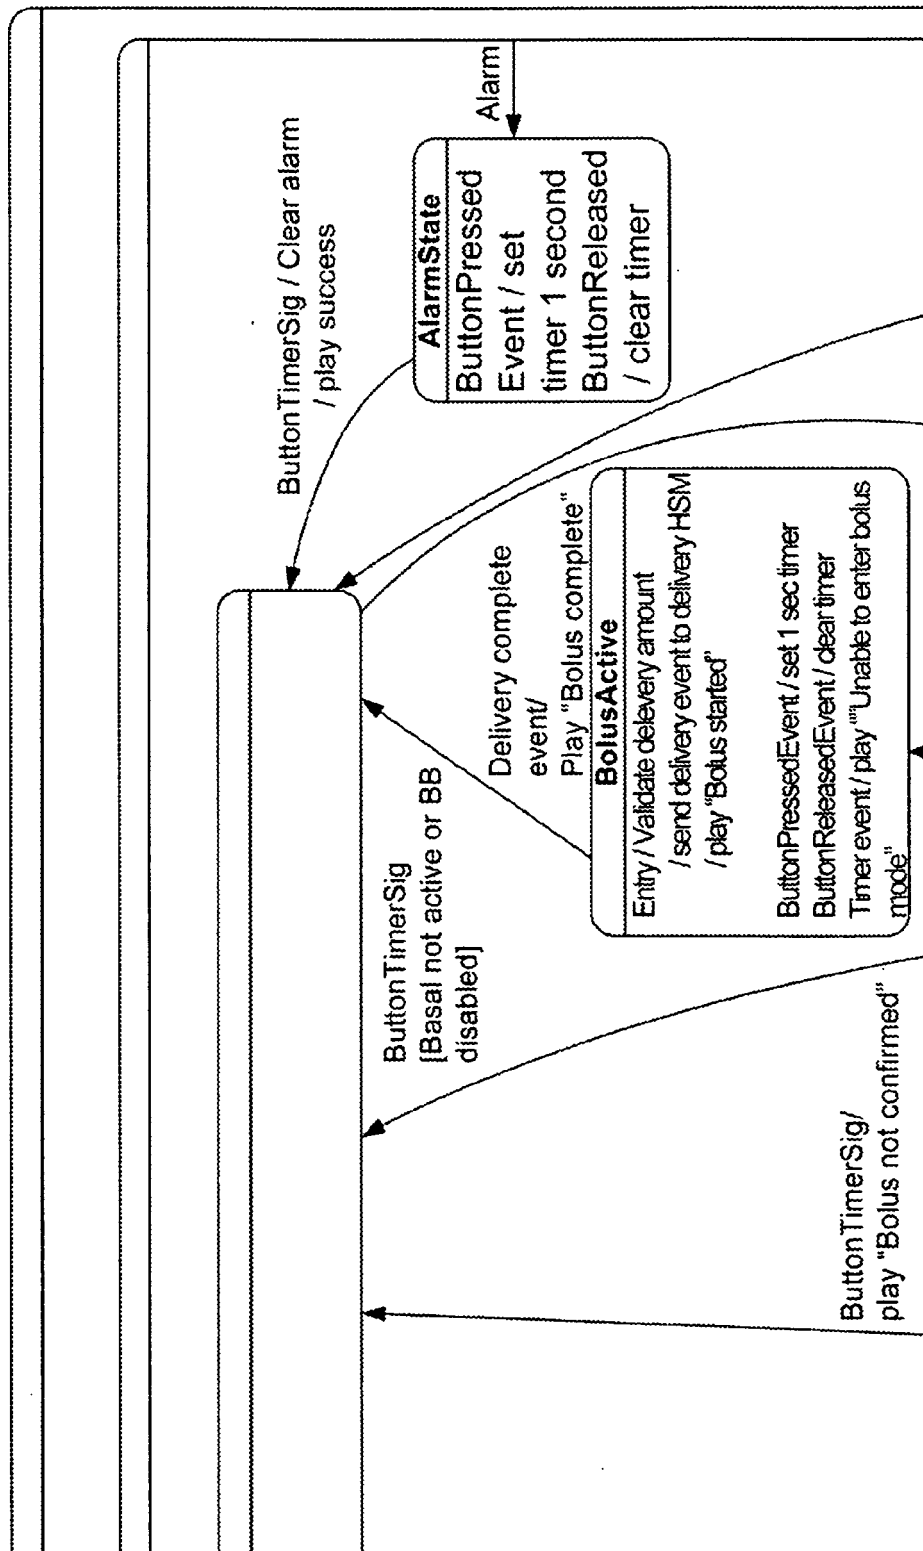 Alarm
ButtonTimerSig / Clear alarm
/ play success
AlarmState
ButtonPressed
Event / set
timer 1 second
ButtonReleased
/ clear timer
Delivery complete
event/
Play “Bolus complete”
BolusActive
Entry / Validate delevery amount
/ send delivery event to delivery HSM
/ play “Bolus started”
ButtonPressedEvent / set 1 sec timer
ButtonReleasedEvent / clear timer
Timer event / play “"Unable to enter bolus
mode”
ButtonTimerSig
[Basal not active or BB
disabled]
ButtonTimerSig/
play “Bolus not confirmed”